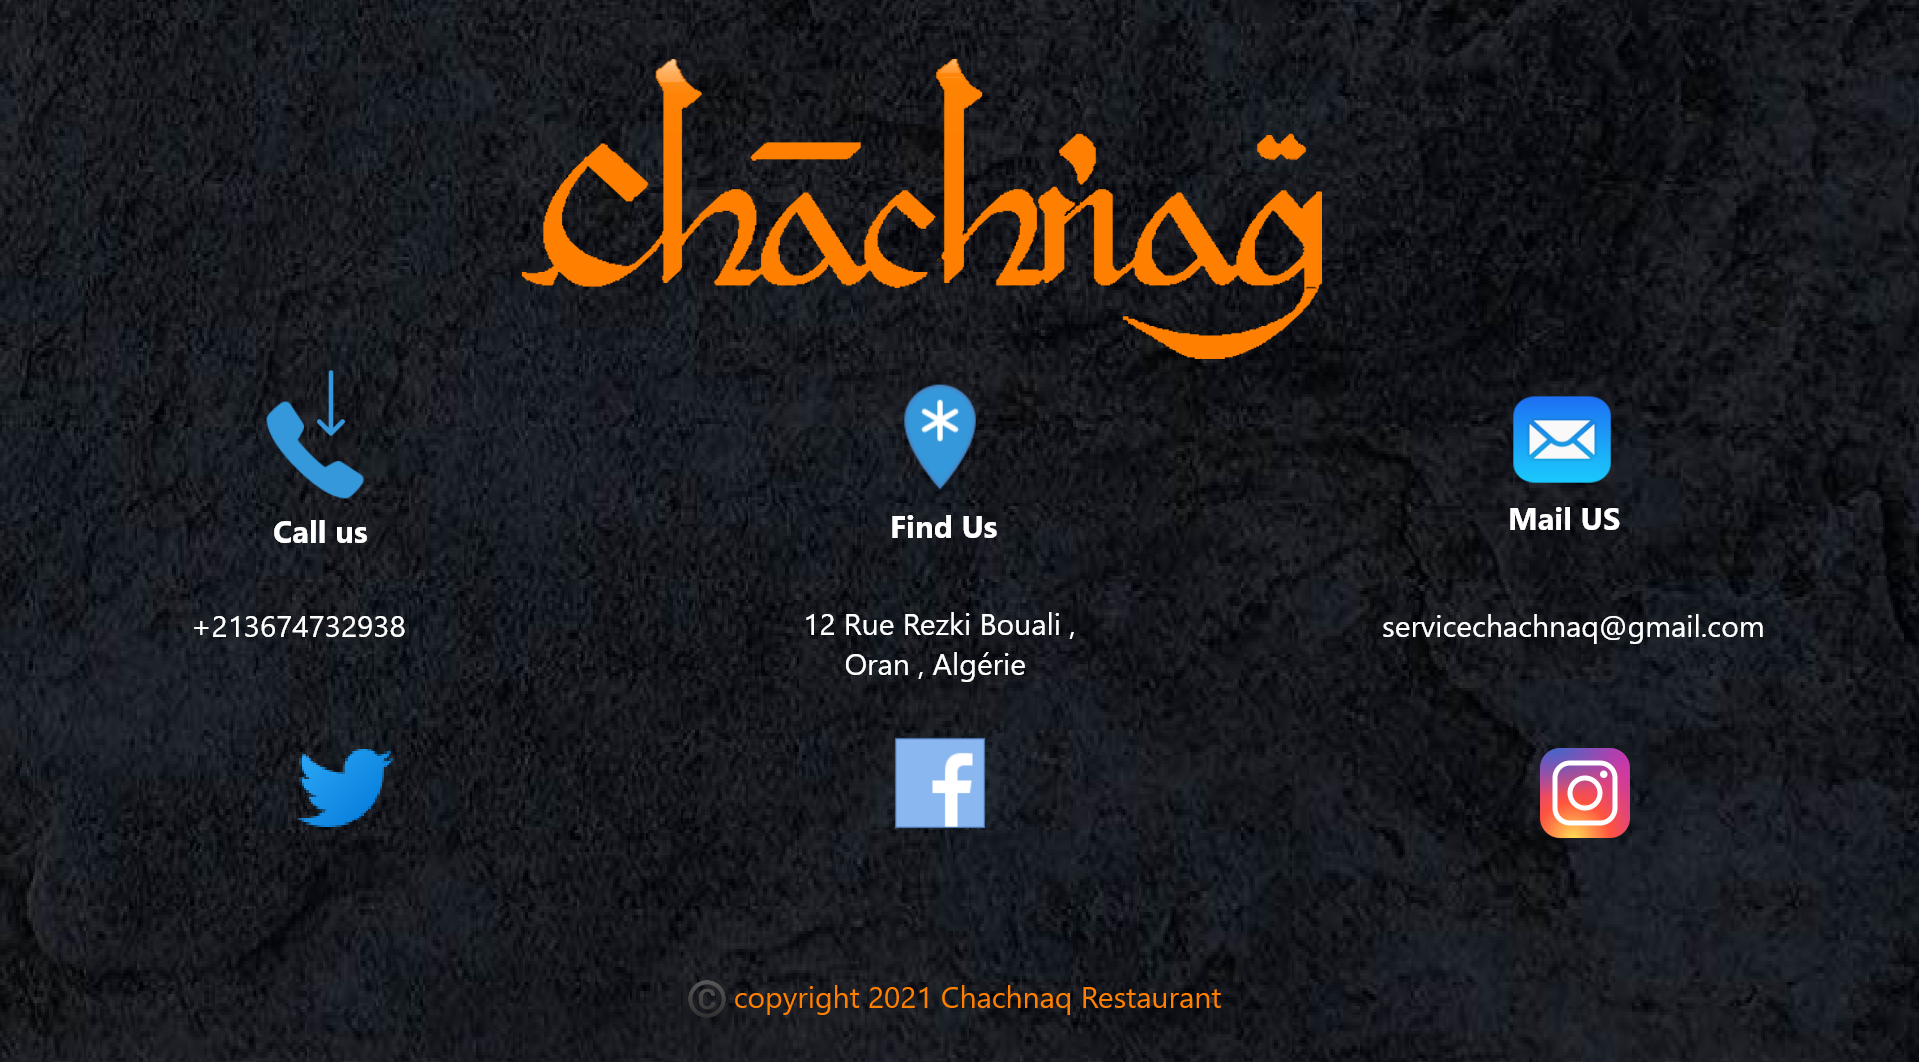 Chachnaq
Call us
Find Us
Mail US
+213674732938
12 Rue Rezki Bouali ,
Oran , Algérie
servicechachnaq@gmail.com
© copyright 2021 Chachnaq Restaurant